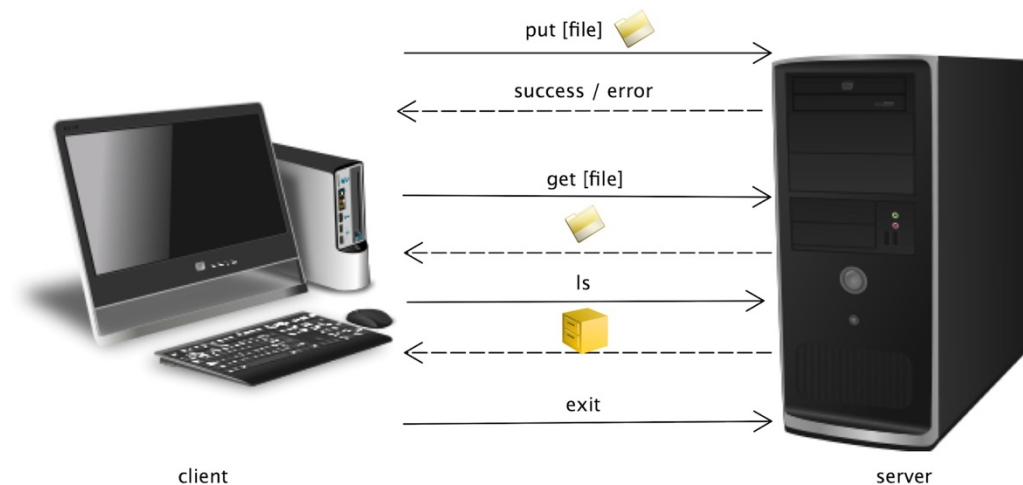 put [file]
success / error
get [file]
ls
exit
client
server